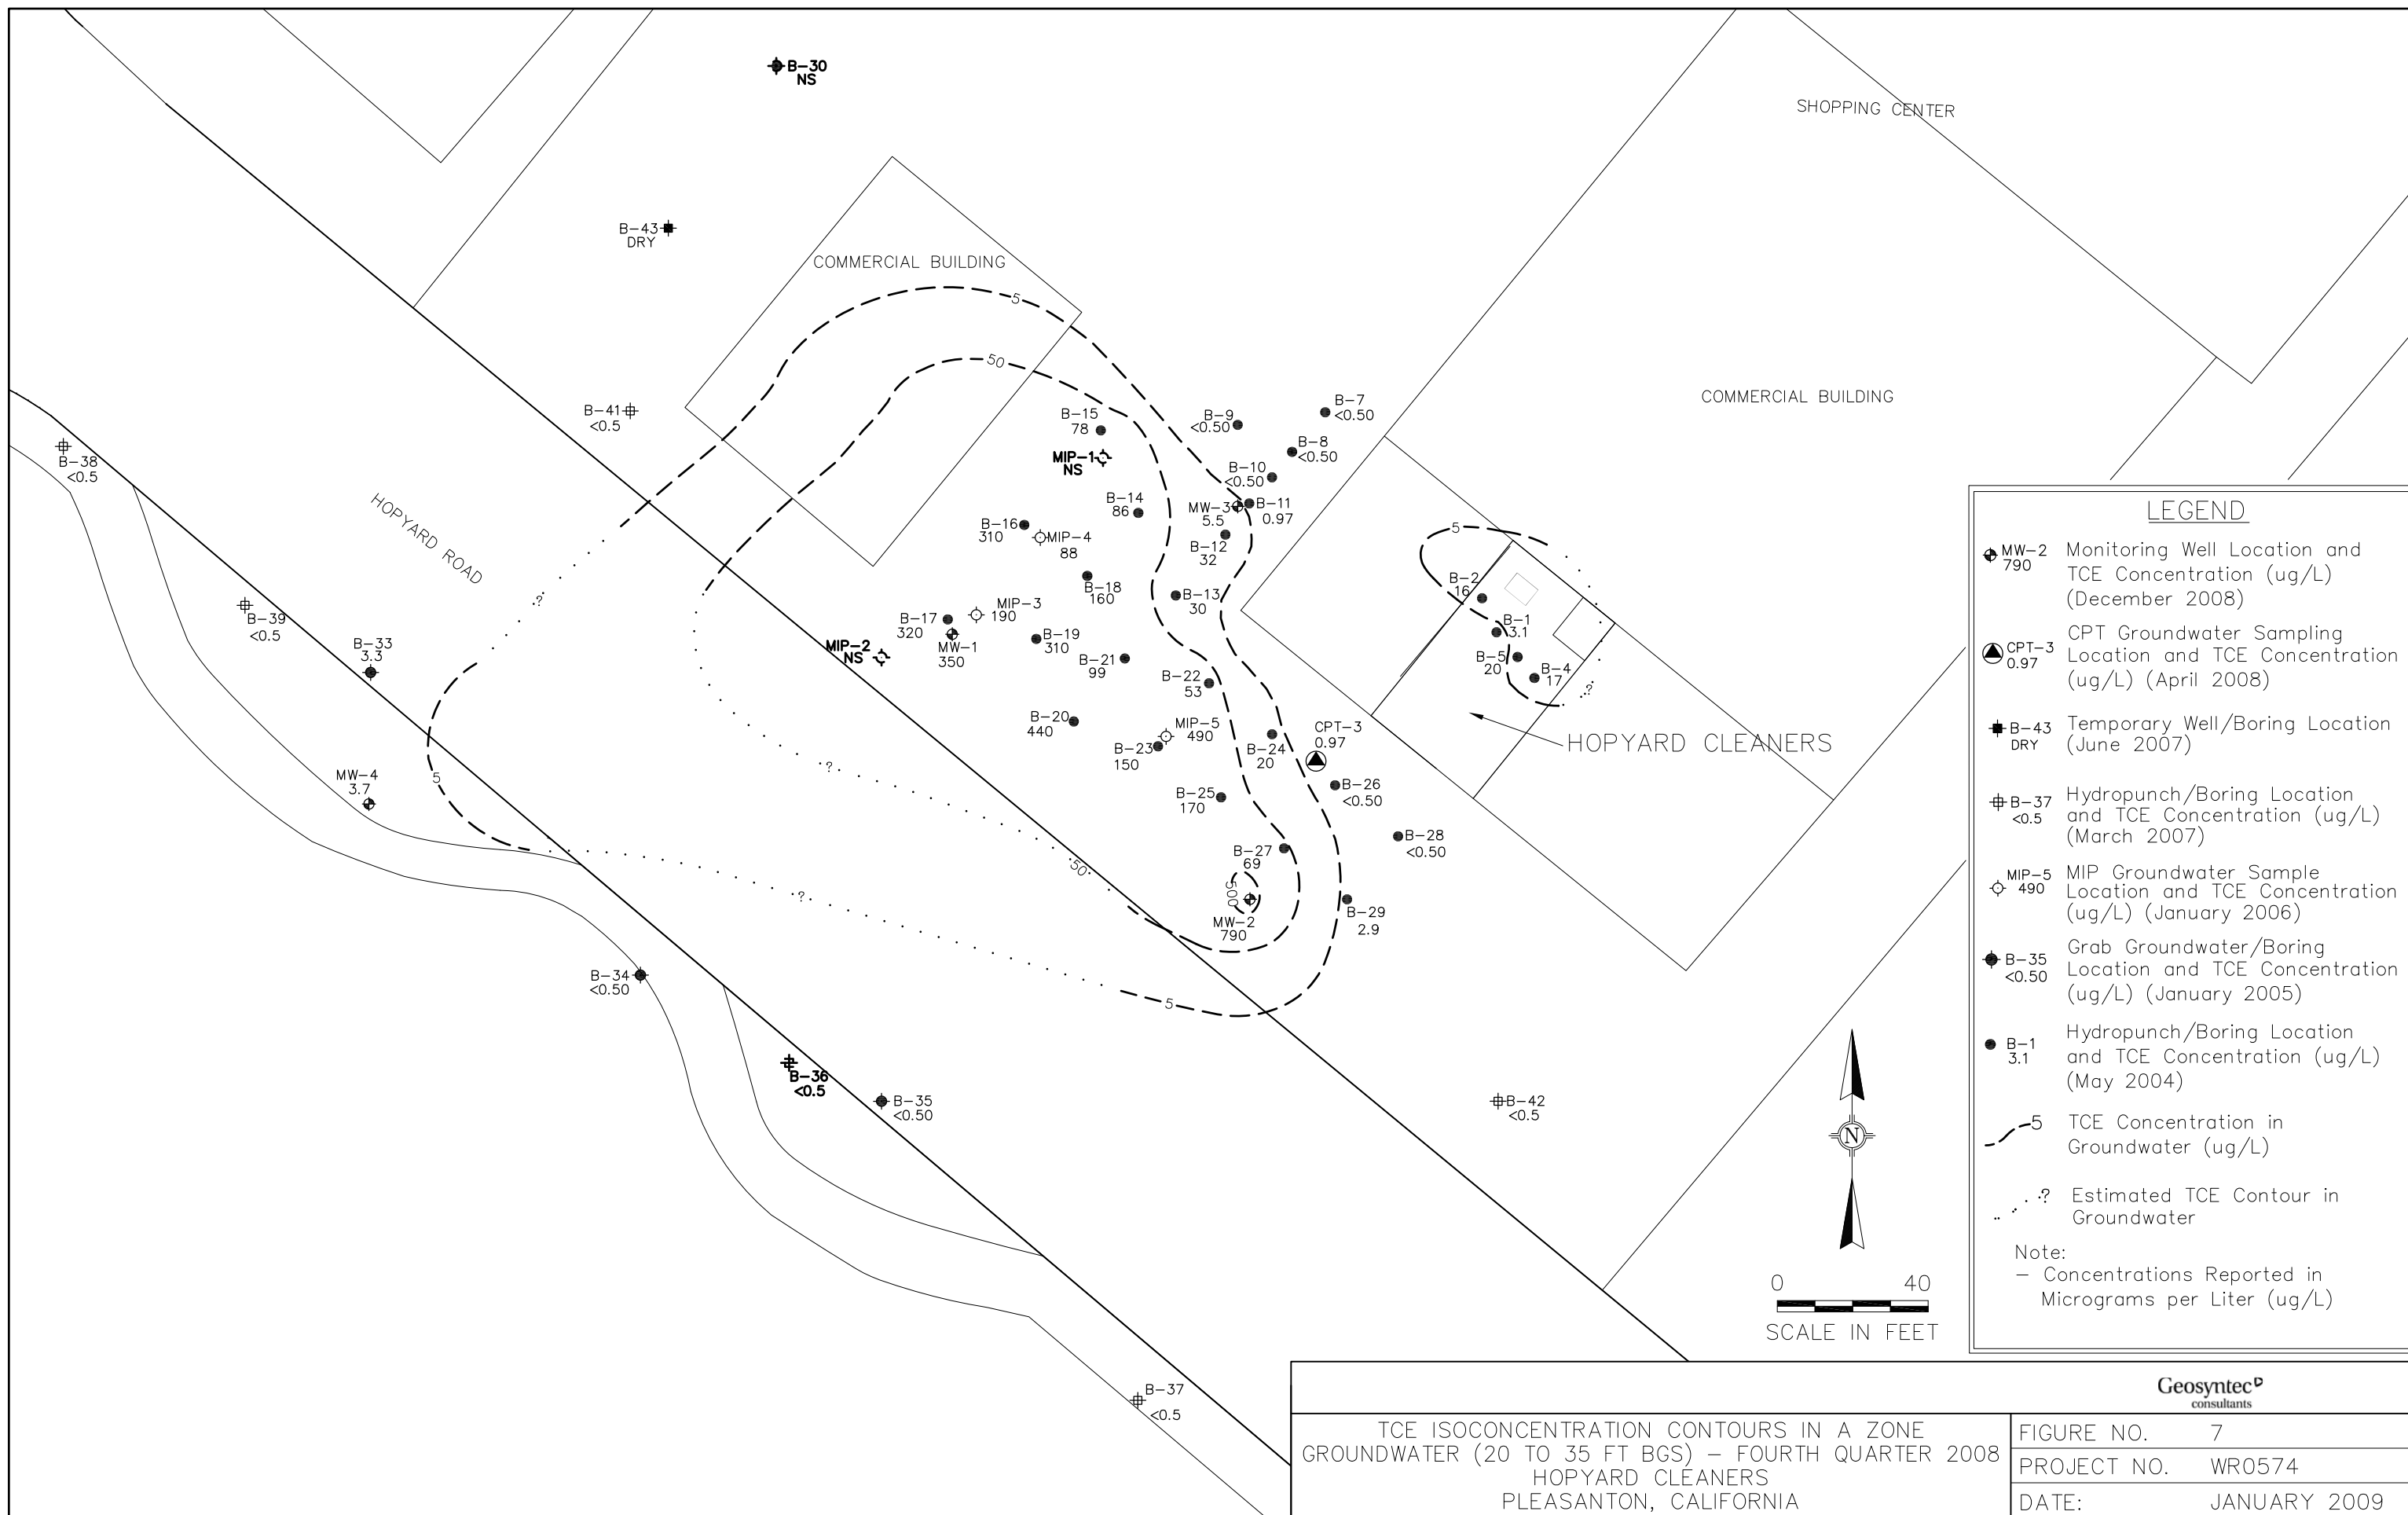 B-30
NS
SHOPPING CENTER
B-43
DRY
COMMERCIAL BUILDING
5
50
COMMERCIAL BUILDING
B-41
<0.5
B-15
78
B-9
<0.50
B-7
<0.50
B-8
<0.50
B-38
<0.5
MIP-1
NS
B-10
<0.50
HOPYARD ROAD
B-14
86
MW-3
5.5
B-11
0.97
B-16
310
MIP-4
88
B-12
32
5
B-2
16
B-18
160
B-13
30
?
B-39
<0.5
MIP-3
190
B-17
320
MW-1
350
B-19
310
B-1
3.1
B-33
3.3
MIP-2
NS
B-21
99
B-5
20
B-4
17
?
B-22
53
B-20
440
MIP-5
490
B-23
150
B-24
20
CPT-3
0.97
HOPYARD CLEANERS
?
5
MW-4
3.7
B-25
170
B-26
<0.50
B-28
<0.50
B-27
69
50
500
MW-2
790
?
B-29
2.9
B-34
<0.50
5
B-36
<0.5
B-35
<0.50
B-42
<0.5
B-37
<0.5
N
0 40
SCALE IN FEET
LEGEND
MW-2
790
Monitoring Well Location and
TCE Concentration (ug/L)
(December 2008)
CPT-3
0.97
CPT Groundwater Sampling
Location and TCE Concentration
(ug/L) (April 2008)
B-43
DRY
Temporary Well/Boring Location
(June 2007)
B-37
<0.5
Hydropunch/Boring Location
and TCE Concentration (ug/L)
(March 2007)
MIP-5
490
MIP Groundwater Sample
Location and TCE Concentration
(ug/L) (January 2006)
B-35
<0.50
Grab Groundwater/Boring
Location and TCE Concentration
(ug/L) (January 2005)
B-1
3.1
Hydropunch/Boring Location
and TCE Concentration (ug/L)
(May 2004)
5
TCE Concentration in
Groundwater (ug/L)
?
Estimated TCE Contour in
Groundwater
Note:
- Concentrations Reported in
Micrograms per Liter (ug/L)
Geosyntec
consultants
TCE ISOCONCENTRATION CONTOURS IN A ZONE
GROUNDWATER (20 TO 35 FT BGS) - FOURTH QUARTER 2008
HOPYARD CLEANERS
PLEASANTON, CALIFORNIA
FIGURE NO. 7
PROJECT NO. WR0574
DATE: JANUARY 2009